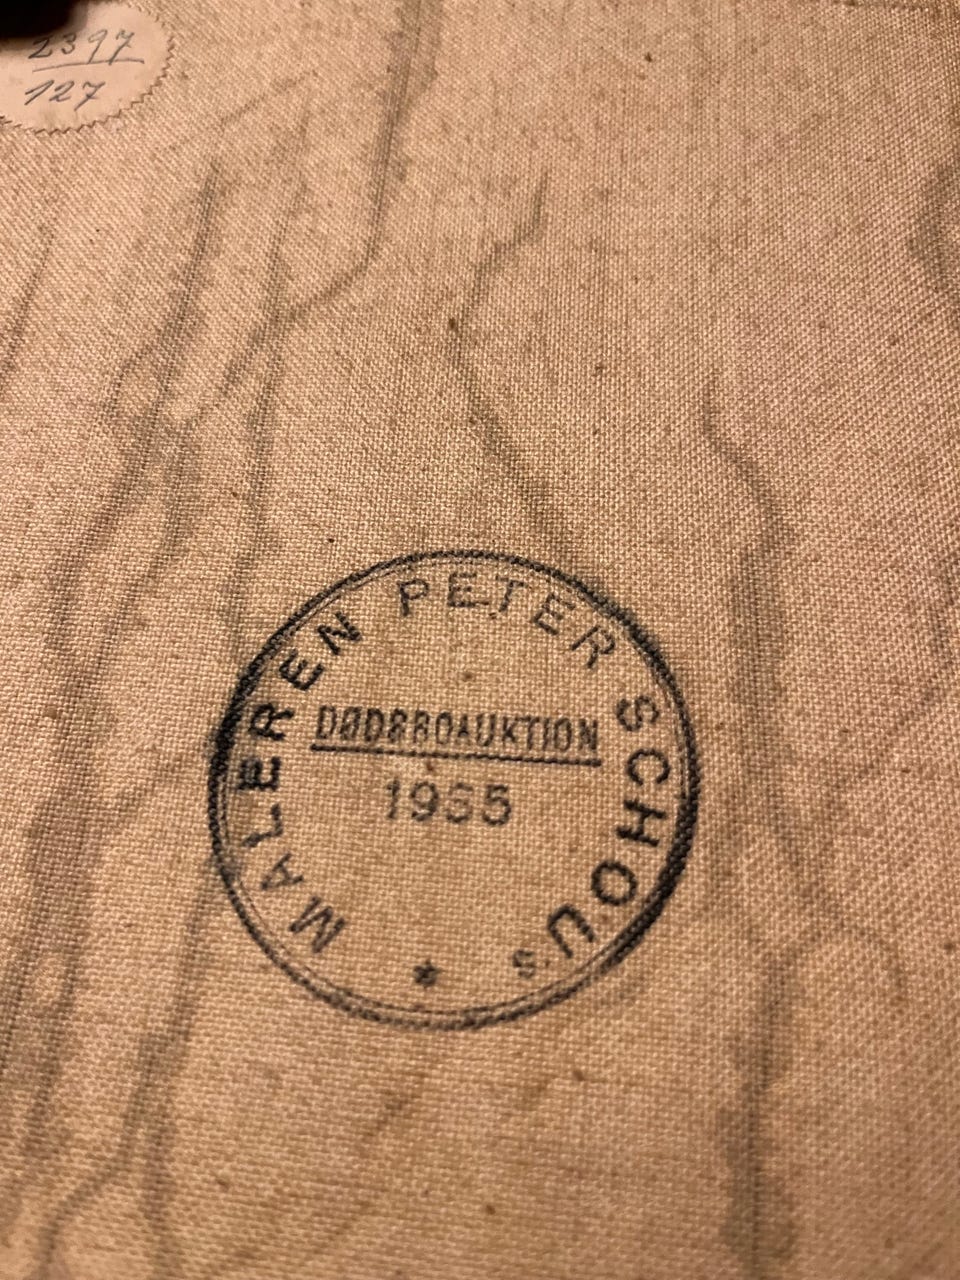 2397
127
MALEREN PETER SCHOU's *
DØDSBOAUKTION